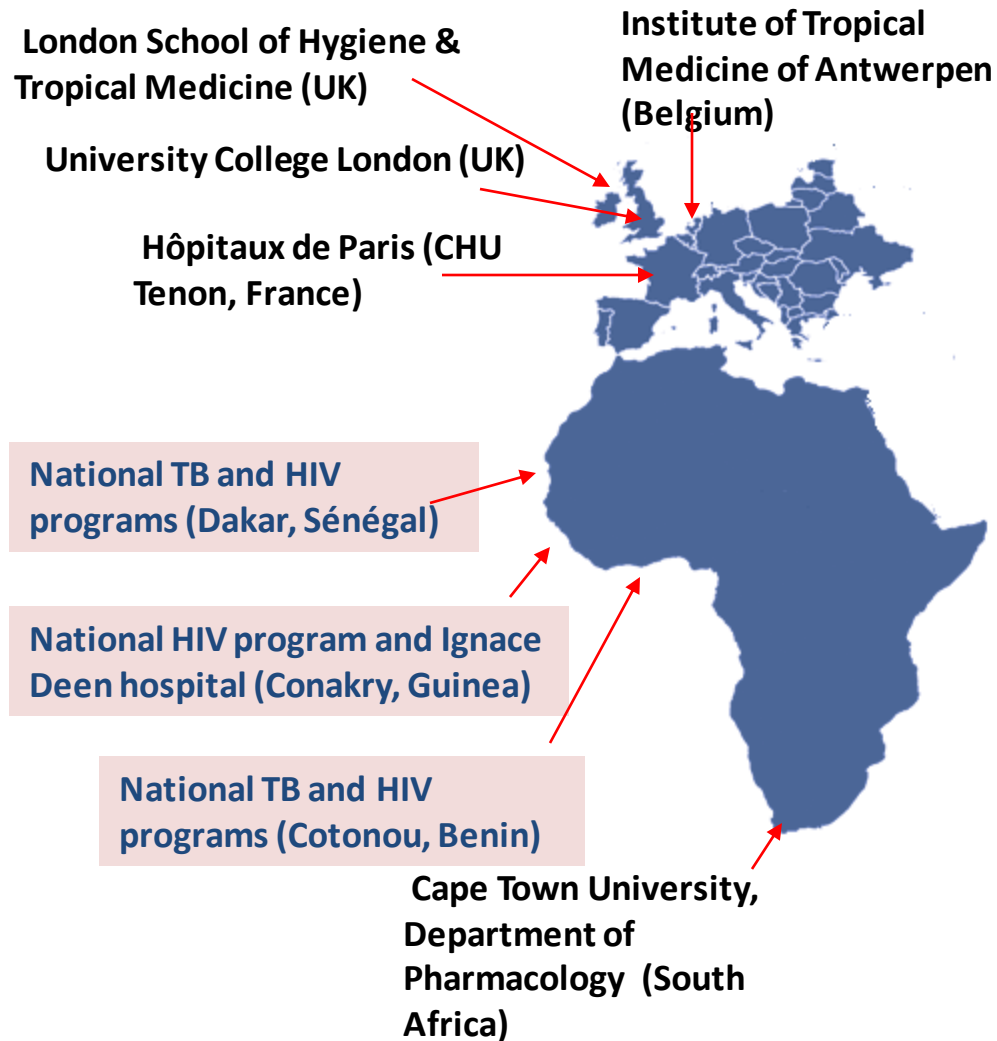 London School of Hygiene &
Tropical Medicine (UK)
Institute of Tropical
Medicine of Antwerpen
(Belgium)
University College London (UK)
Hôpitaux de Paris (CHU
Tenon, France)
National TB and HIV
programs (Dakar, Sénégal)
National HIV program and Ignace
Deen hospital (Conakry, Guinea)
National TB and HIV
programs (Cotonou, Benin)
Cape Town University,
Department of
Pharmacology (South
Africa)